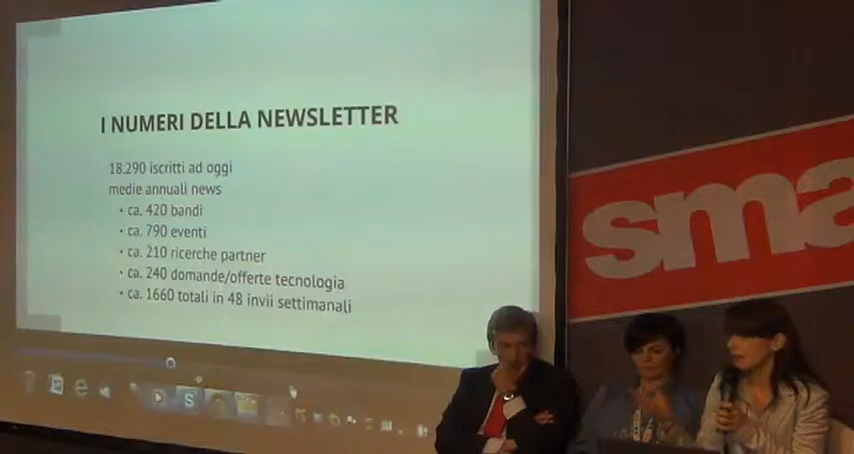 I NUMERI DELLA NEWSLETTER
18.290 iscritti ad oggi
medie annuali news
• ca. 420 bandi
• ca. 790 eventi
• ca. 210 ricerche partner
• ca. 240 domande/offerte tecnologia
• ca. 1660 totali in 48 invii settimanali
sma